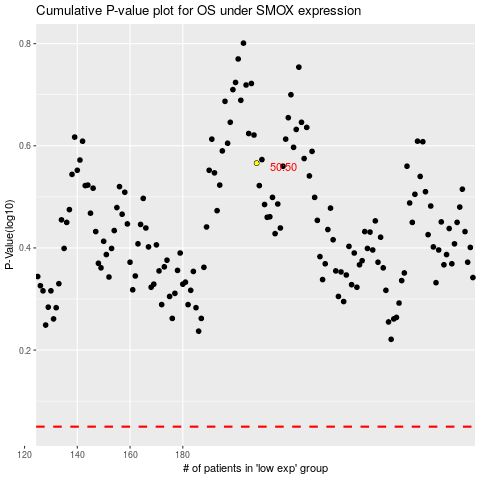 Cumulative P-value plot for OS under SMOX expression
P-Value(log10)
0.8
0.6
0.4
0.2
50:50
120 140 160 180
# of patients in 'low exp' group